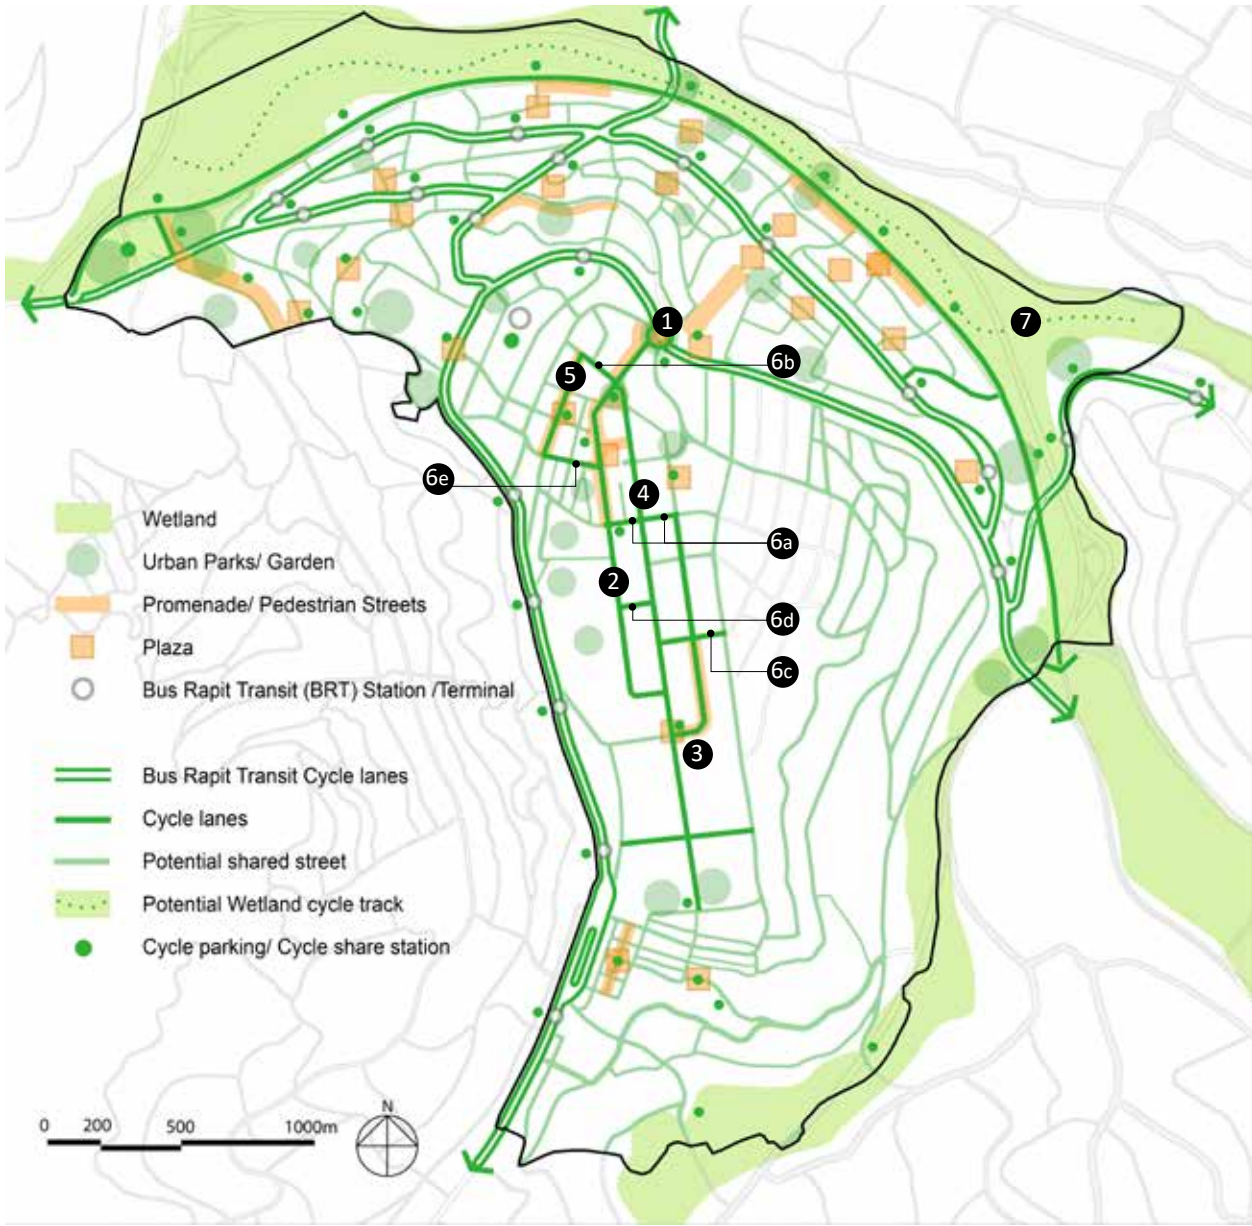 1
7
6b
5
6e
4
6a
2
6d
6c
3
Wetland
Urban Parks/ Garden
Promenade/ Pedestrian Streets
Plaza
Bus Rapit Transit (BRT) Station /Terminal
Bus Rapit Transit Cycle lanes
Cycle lanes
Potential shared street
Potential Wetland cycle track
Cycle parking/ Cycle share station
0 200 500 1000m
N